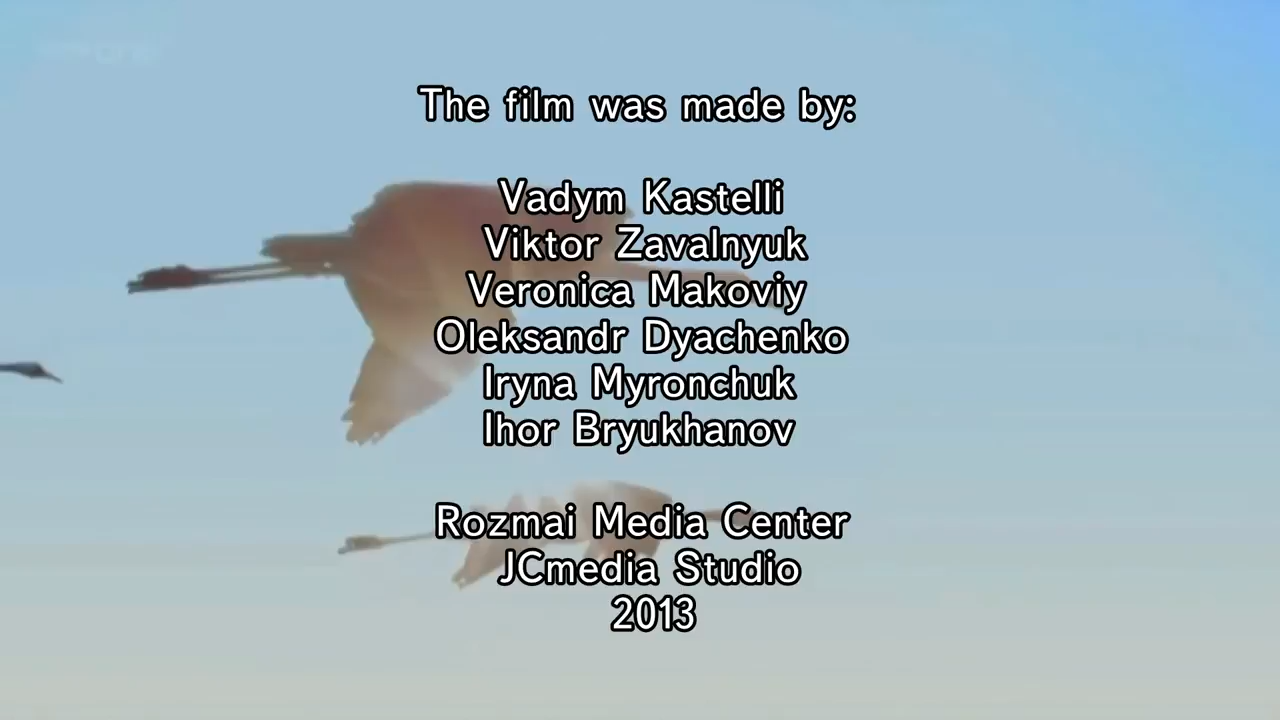 The film was made by:
Vadym Kastelli
Viktor Zavalnyuk
Veronica Makoviy
Oleksandr Dyachenko
Iryna Myronchuk
Ihor Bryukhanov
Rozmai Media Center
JCmedia Studio
2013